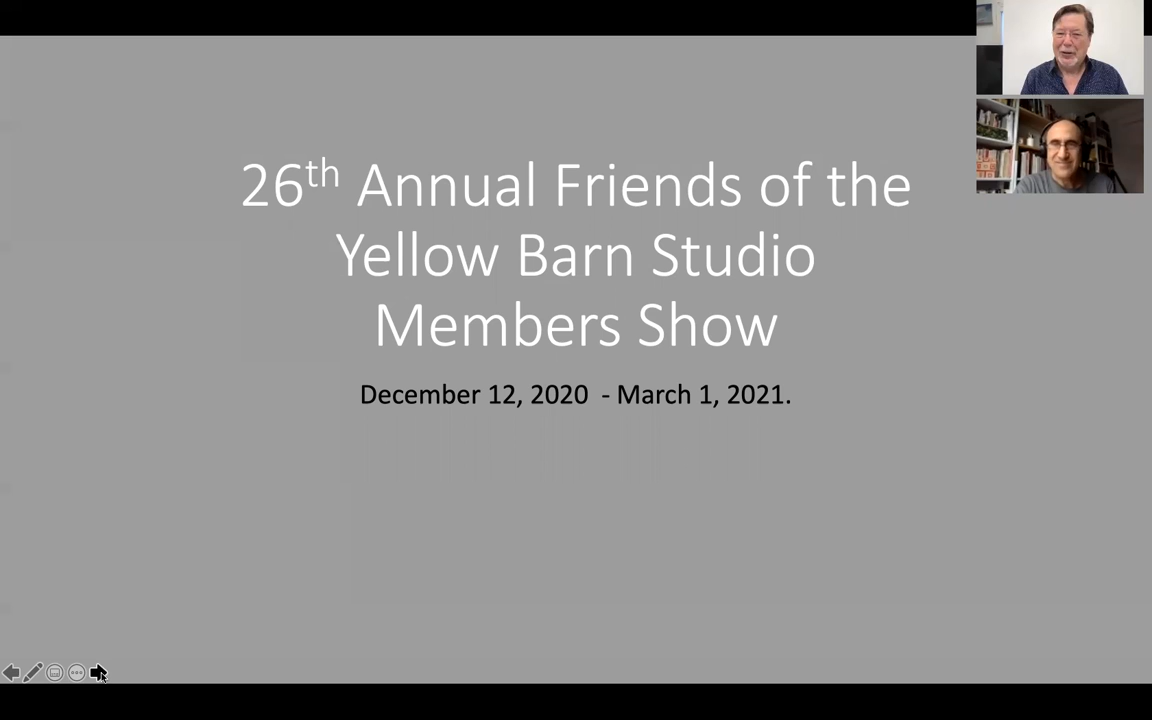 26th Annual Friends of the
Yellow Barn Studio
Members Show
December 12, 2020 - March 1, 2021.